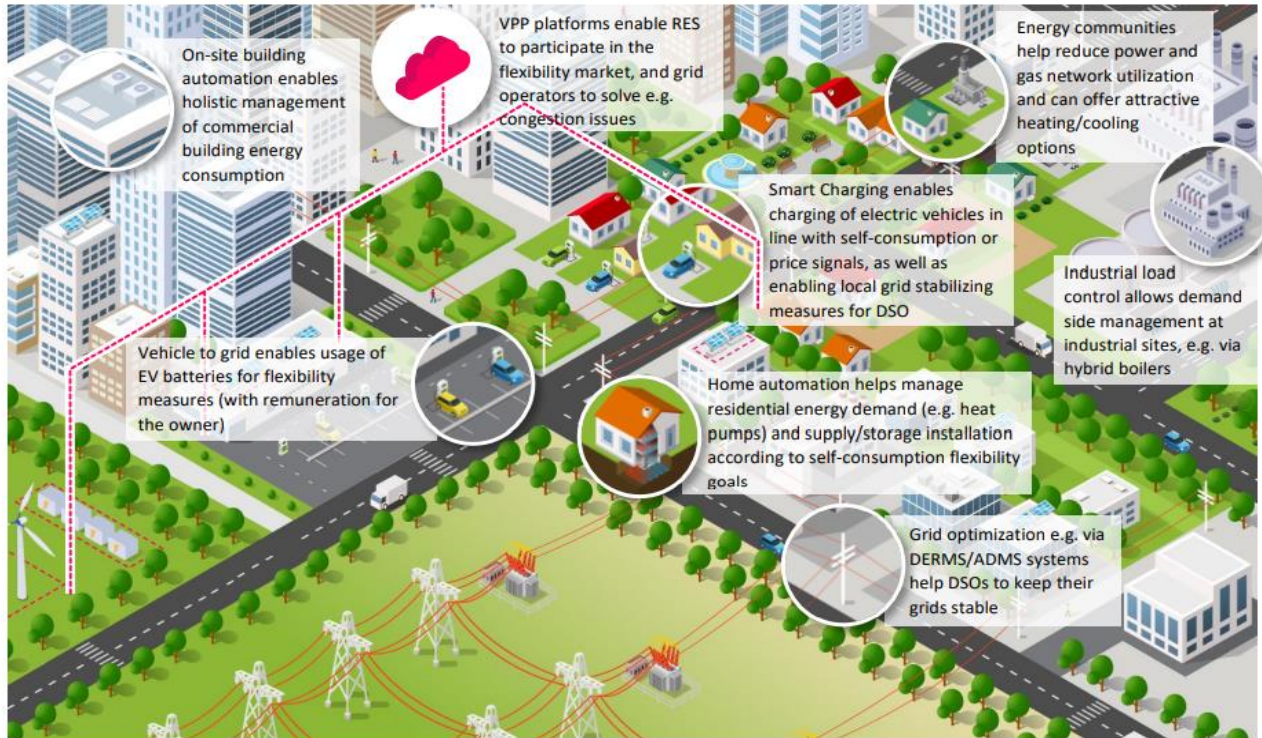 On-site building
automation enables
holistic management
of commercial
building energy
consumption
VPP platforms enable RES
to participate in the
flexibility market, and grid
operators to solve e.g.
congestion issues
Energy communities
help reduce power and
gas network utilization
and can offer attractive
heating/cooling
options
Smart Charging enables
charging of electric vehicles in
line with self-consumption or
price signals, as well as
enabling local grid stabilizing
measures for DSO
Industrial load
control allows demand
side management at
industrial sites, e.g. via
hybrid boilers
Vehicle to grid enables usage of
EV batteries for flexibility
measures (with remuneration for
the owner)
Home automation helps manage
residential energy demand (e.g. heat
pumps) and supply/storage installation
according to self-consumption flexibility
goals
Grid optimization e.g. via
DERMS/ADMS systems
help DSOs to keep their
grids stable